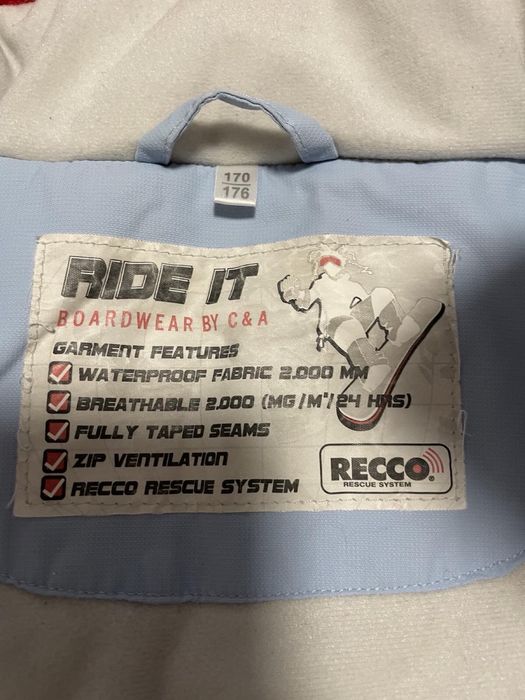 170
176
RIDE IT
BOARDWEAR BY C & A
GARMENT FEATURES
WATERPROOF FABRIC 2.000 MM
BREATHABLE 2.000 (MG/M²/24 HRS)
FULLY TAPED SEAMS
ZIP VENTILATION
RECCO RESCUE SYSTEM
RECCO®
RESCUE SYSTEM